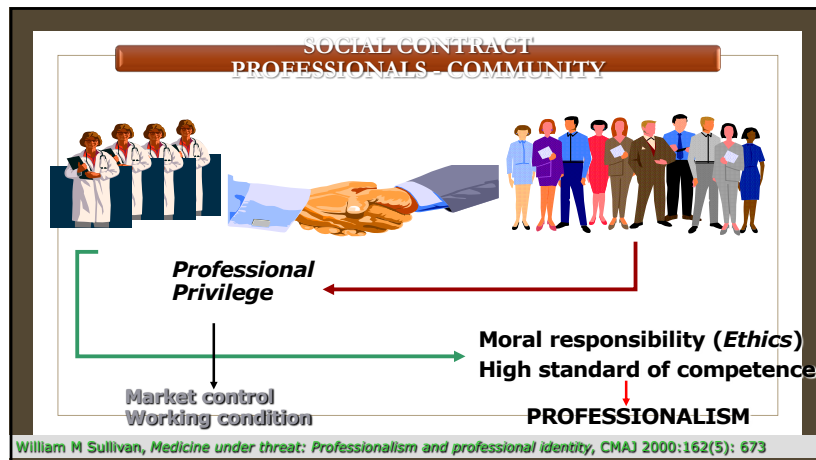 SOCIAL CONTRACT
PROFESSIONALS - COMMUNITY
Professional
Privilege
Moral responsibility (Ethics)
High standard of competence
Market control
Working condition
PROFESSIONALISM
William M Sullivan, Medicine under threat: Professionalism and professional identity, CMAJ 2000:162(5): 673